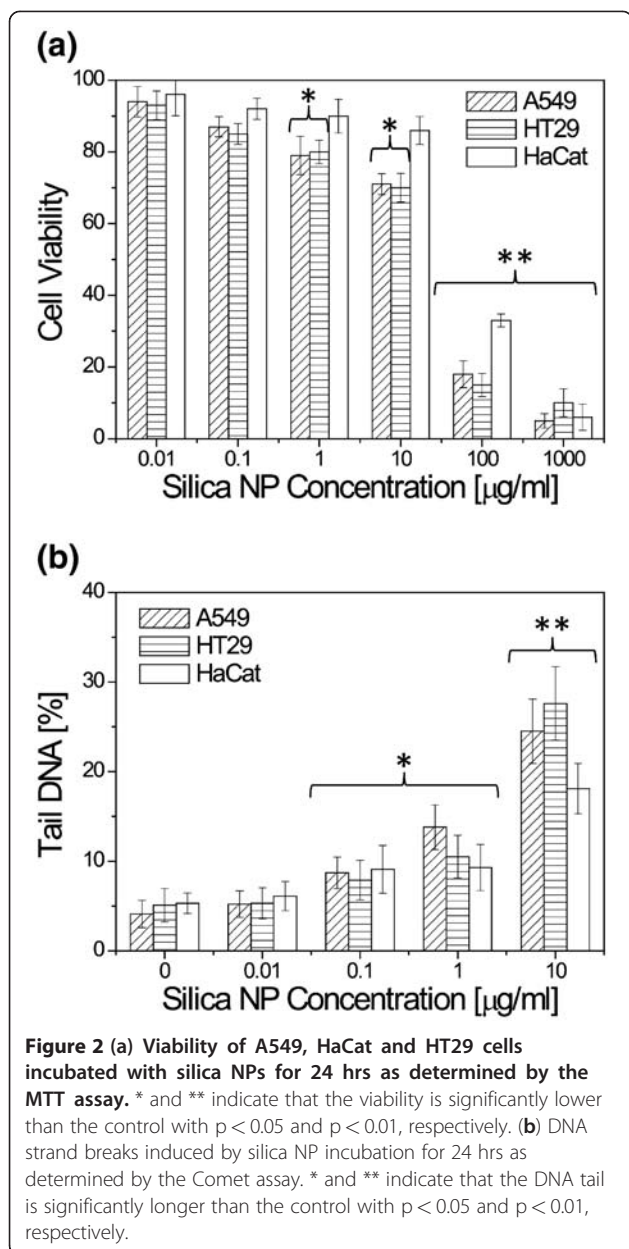 (a)
100
80
60
40
20
0
Cell Viability
A549
HT29
HaCat
*
*
**
0.01 0.1 1 10 100 1000
Silica NP Concentration [μg/ml]
(b)
40
30
20
10
0
Tail DNA [%]
A549
HT29
HaCat
*
**
0 0.01 0.1 1 10
Silica NP Concentration [μg/ml]
Figure 2 (a) Viability of A549, HaCat and HT29 cells
incubated with silica NPs for 24 hrs as determined by the
MTT assay. * and ** indicate that the viability is significantly lower
than the control with p < 0.05 and p < 0.01, respectively. (b) DNA
strand breaks induced by silica NP incubation for 24 hrs as
determined by the Comet assay. * and ** indicate that the DNA tail
is significantly longer than the control with p < 0.05 and p < 0.01,
respectively.